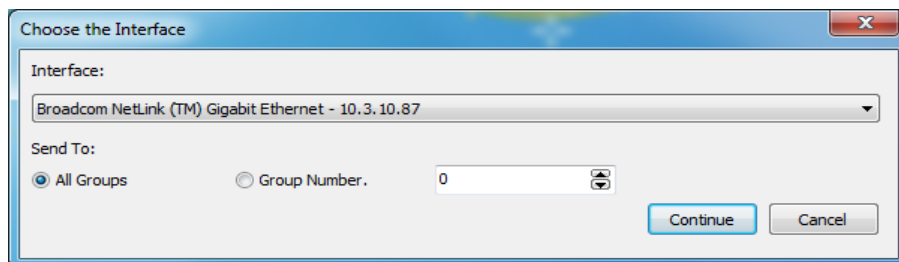 Choose the Interface
Interface:
Broadcom NetLink (TM) Gigabit Ethernet - 10.3.10.87
Send To:
All Groups Group Number. 0
Continue Cancel